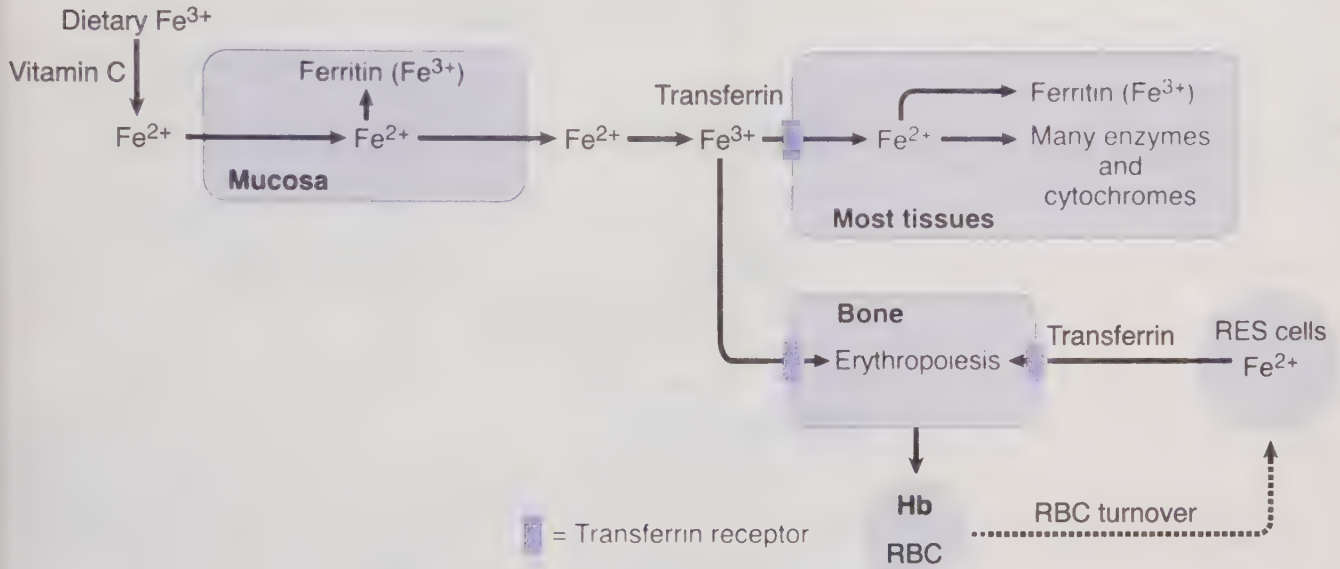 Dietary Fe³⁺
Vitamin C
Ferritin (Fe³⁺)
Fe²⁺
Fe²⁺
Mucosa
Fe²⁺
Transferrin
Fe³⁺
Fe²⁺
Ferritin (Fe³⁺)
Many enzymes
and
cytochromes
Most tissues
Bone
Erythropoiesis
Transferrin
RES cells
Fe²⁺
Hb
RBC
RBC turnover
= Transferrin receptor